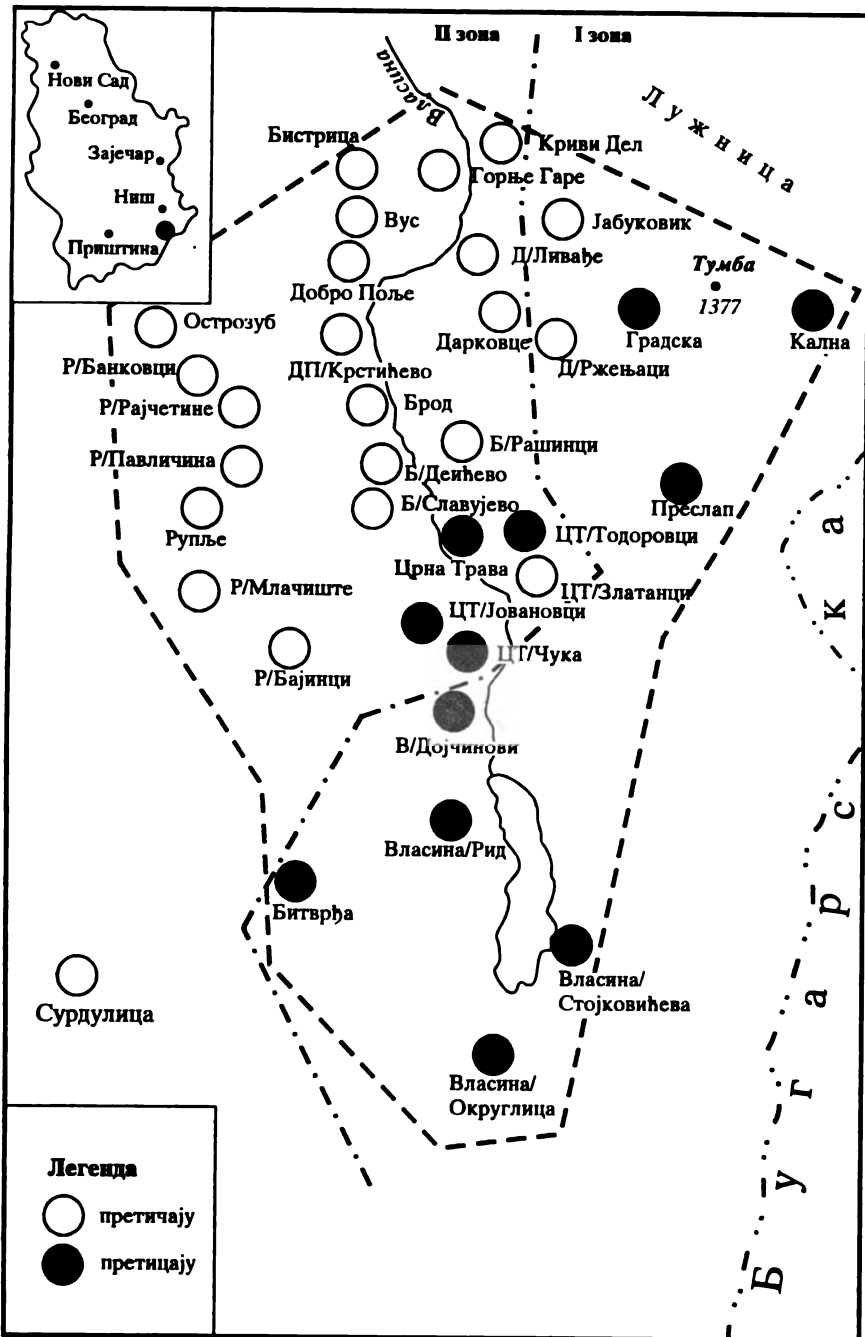 II зона
I зона
Нови Сад
Београд
Зајечар
Ниш
Приштина
Власина
Лужница
Бистрица
Криви Дел
Горње Гаре
Вус
Јабуковик
Д/Ливађе
Тумба
1377
Добро Поље
Острозуб
Дарковце
Градска
Кална
Д/Ржењаци
Р/Банковци
ДП/Крстићево
Р/Рајчетине
Брод
Б/Рашинци
Р/Павличина
Б/Деићево
Б/Славујево
Преслап
Рупље
ЦТ/Тодоровци
Црна Трава
Р/Млачиште
ЦТ/Златанци
ЦТ/Јовановци
ЦТ/Чука
Р/Бајинци
В/Дојчинови
Власина/Рид
Битврђа
Власина/
Стојковићева
Сурдулица
Власина/
Округлица
Бугарска
Легенда
претичају
претицају